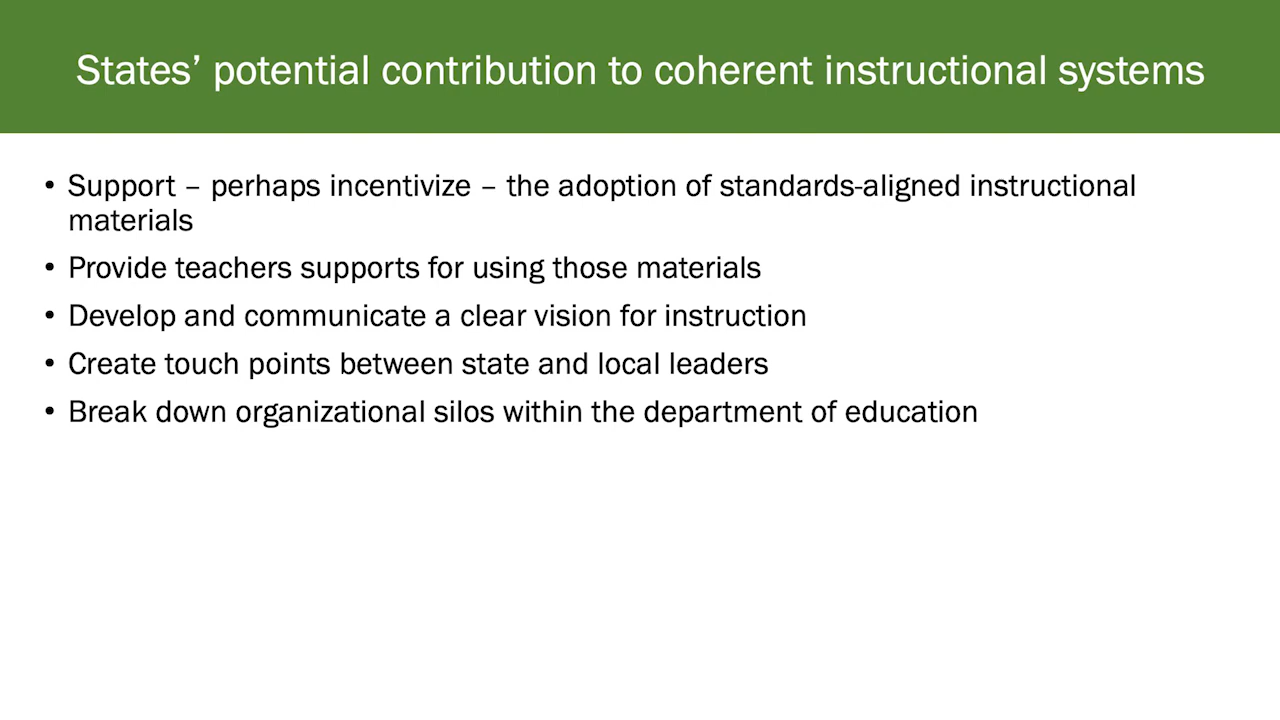 States’ potential contribution to coherent instructional systems
• Support – perhaps incentivize – the adoption of standards-aligned instructional
materials
• Provide teachers supports for using those materials
• Develop and communicate a clear vision for instruction
• Create touch points between state and local leaders
• Break down organizational silos within the department of education